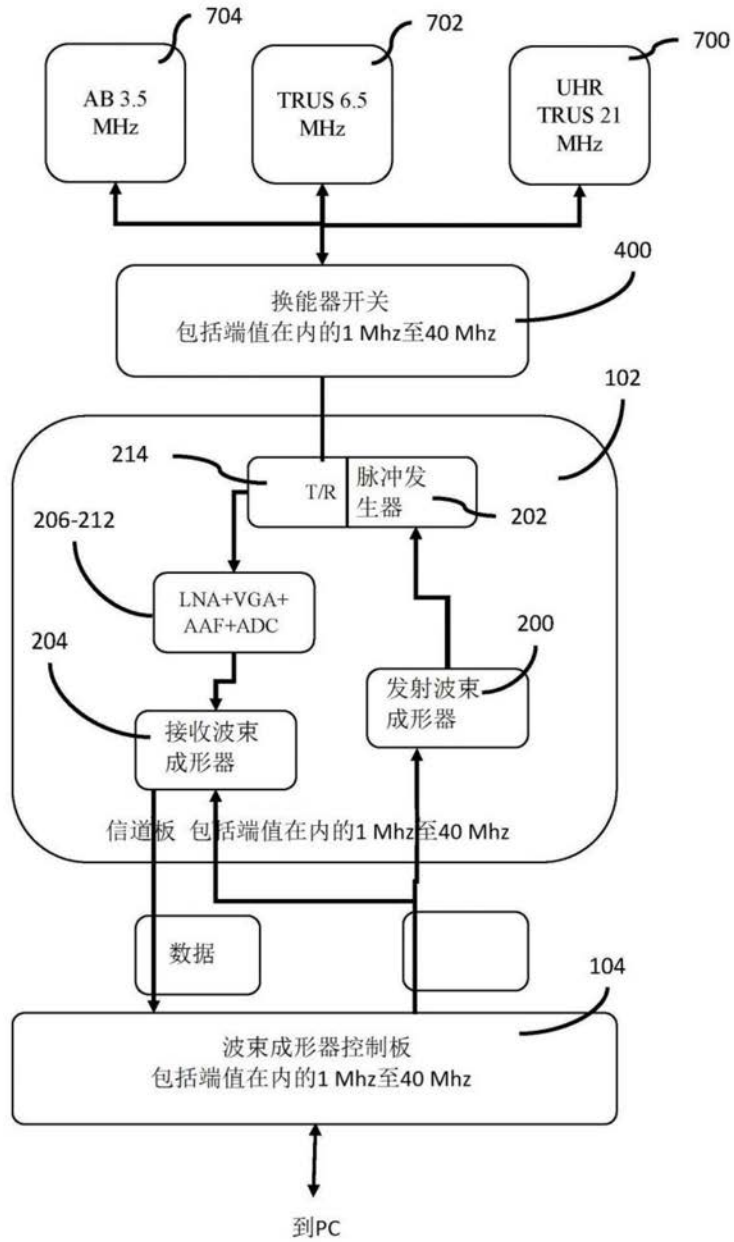 704
702
700
AB 3.5
MHz
TRUS 6.5
MHz
UHR
TRUS 21
MHz
400
换能器开关
包括端值在内的1 Mhz至40 Mhz
102
214
T/R
脉冲发
生器
202
206-212
LNA+VGA+
AAF+ADC
204
接收波束
成形器
200
发射波束
成形器
信道板 包括端值在内的1 Mhz至40 Mhz
数据
104
波束成形器控制板
包括端值在内的1 Mhz至40 Mhz
到PC